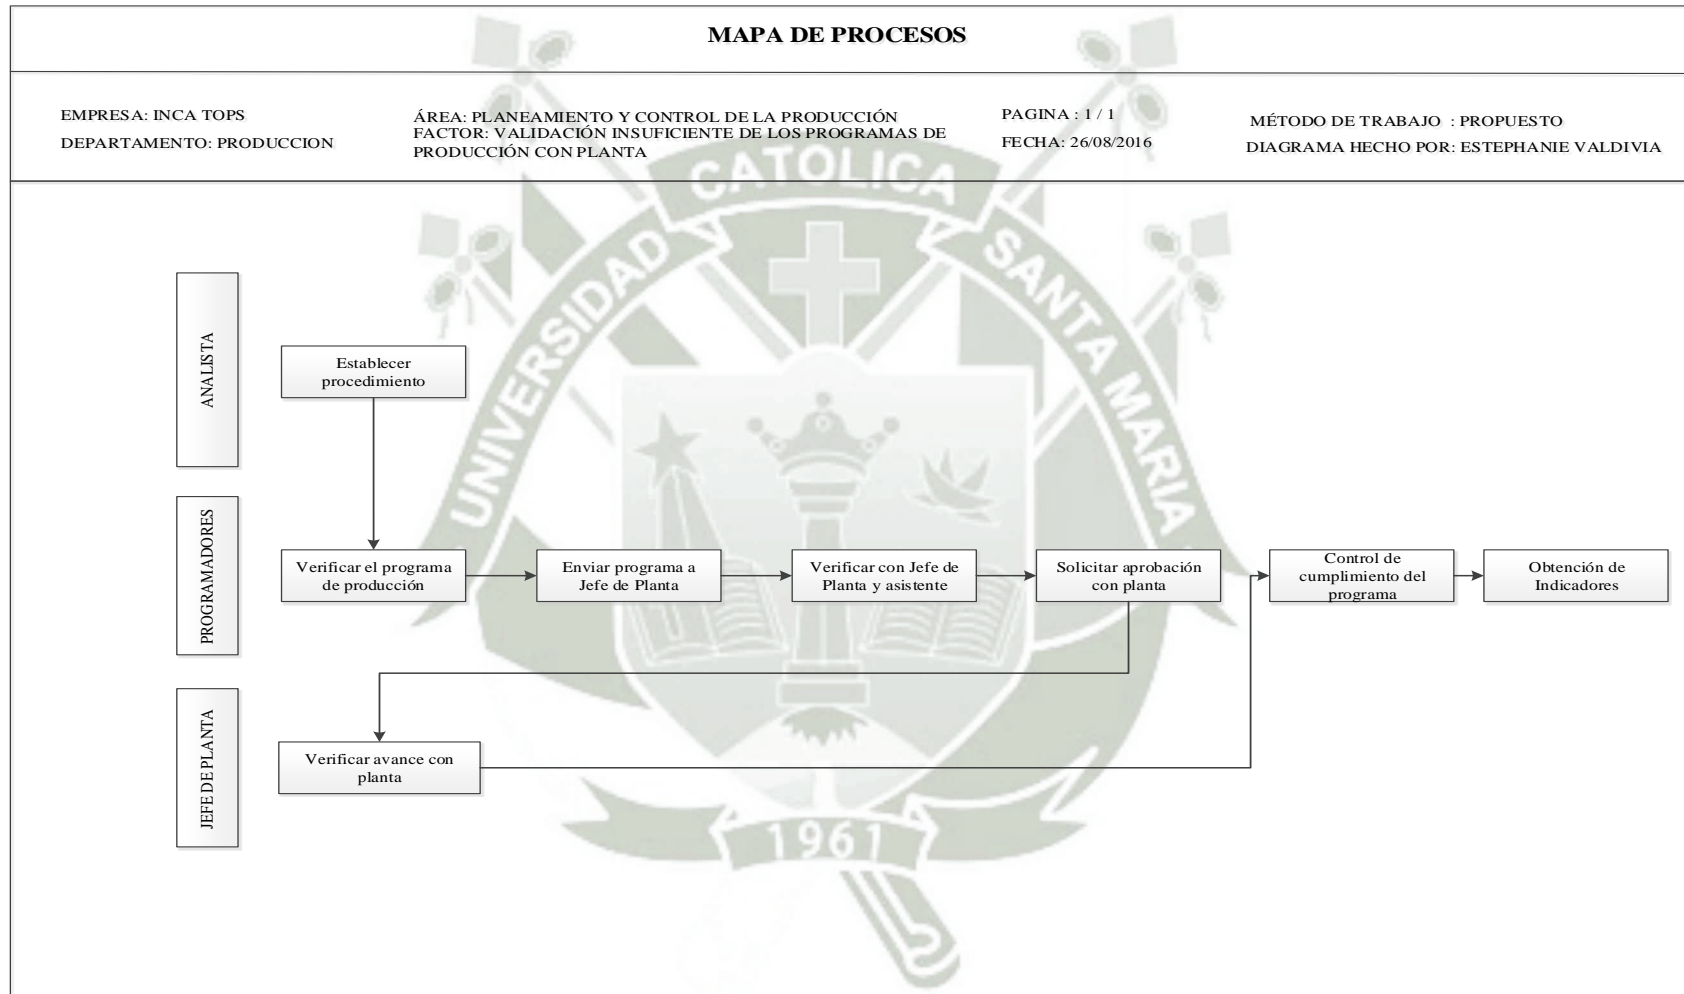 MAPA DE PROCESOS
EMPRESA: INCA TOPS
DEPARTAMENTO: PRODUCCION
ÁREA: PLANEAMIENTO Y CONTROL DE LA PRODUCCIÓN
FACTOR: VALIDACIÓN INSUFICIENTE DE LOS PROGRAMAS DE
PRODUCCIÓN CON PLANTA
PAGINA : 1 / 1
FECHA: 26/08/2016
MÉTODO DE TRABAJO : PROPUESTO
DIAGRAMA HECHO POR: ESTEPHANIE VALDIVIA
UNIVERSIDAD CATOLICA SANTA MARIA
ANALISTA
Establecer
procedimiento
PROGRAMADORES
Verificar el programa
de producción
Enviar programa a
Jefe de Planta
Verificar con Jefe de
Planta y asistente
Solicitar aprobación
con planta
Control de
cumplimiento del
programa
Obtención de
Indicadores
JEFE DE PLANTA
Verificar avance con
planta
1961